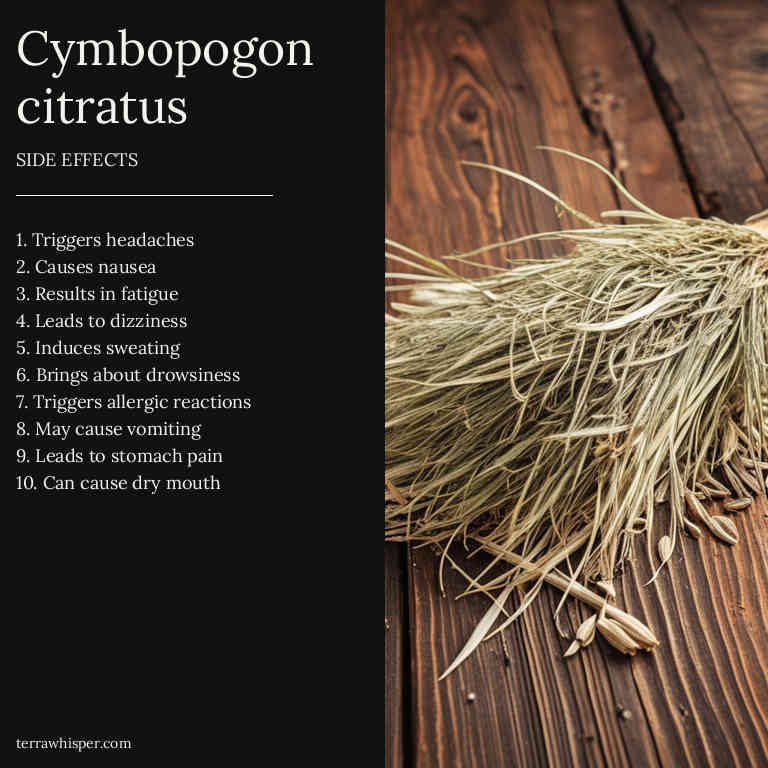 Cymbopogon
citratus
SIDE EFFECTS
1. Triggers headaches
2. Causes nausea
3. Results in fatigue
4. Leads to dizziness
5. Induces sweating
6. Brings about drowsiness
7. Triggers allergic reactions
8. May cause vomiting
9. Leads to stomach pain
10. Can cause dry mouth
terrawhisper.com